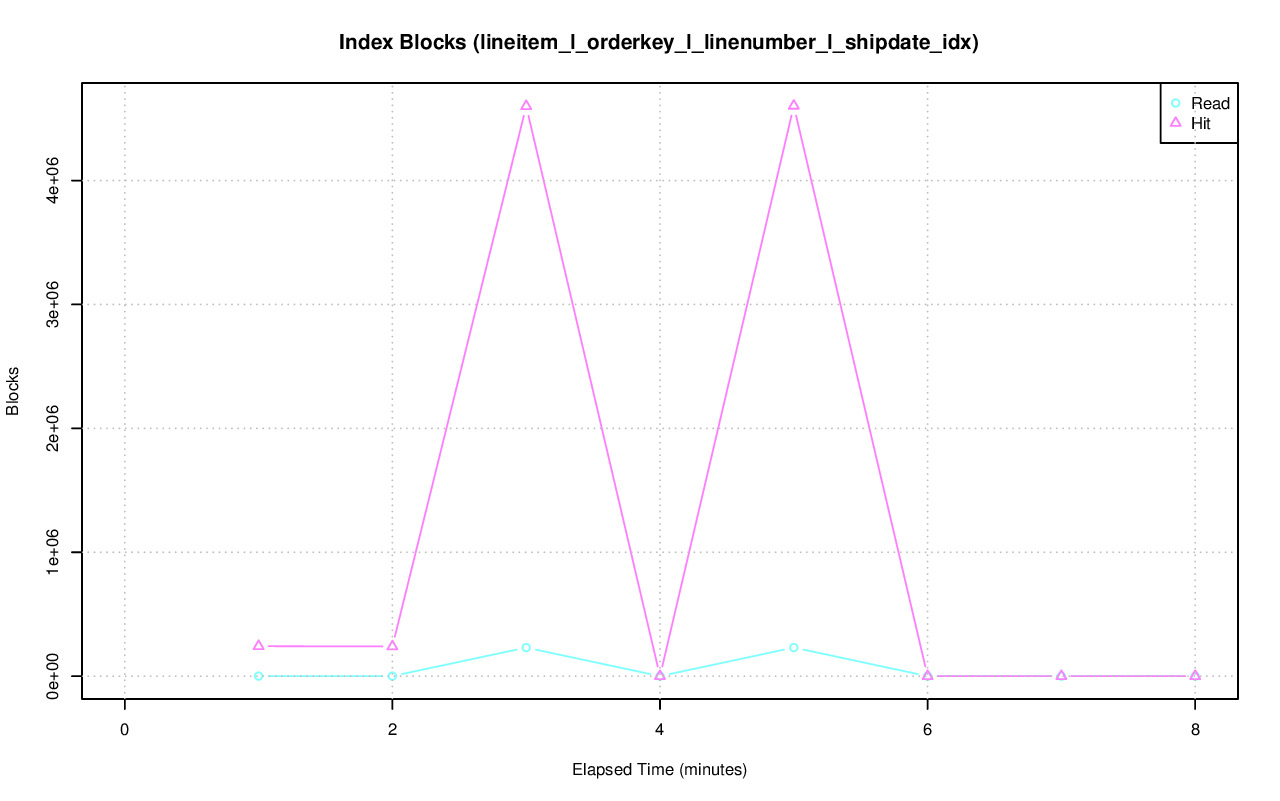 Index Blocks (lineitem_l_orderkey_l_linenumber_l_shipdate_idx)
Read
Hit
4e+06
3e+06
2e+06
1e+06
0e+00
Blocks
0 2 4 6 8
Elapsed Time (minutes)